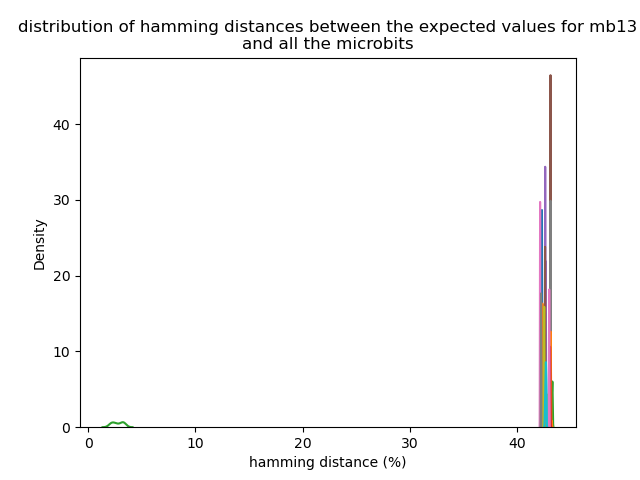 distribution of hamming distances between the expected values for mb13
and all the microbits
Density
40
30
20
10
0
0 10 20 30 40
hamming distance (%)